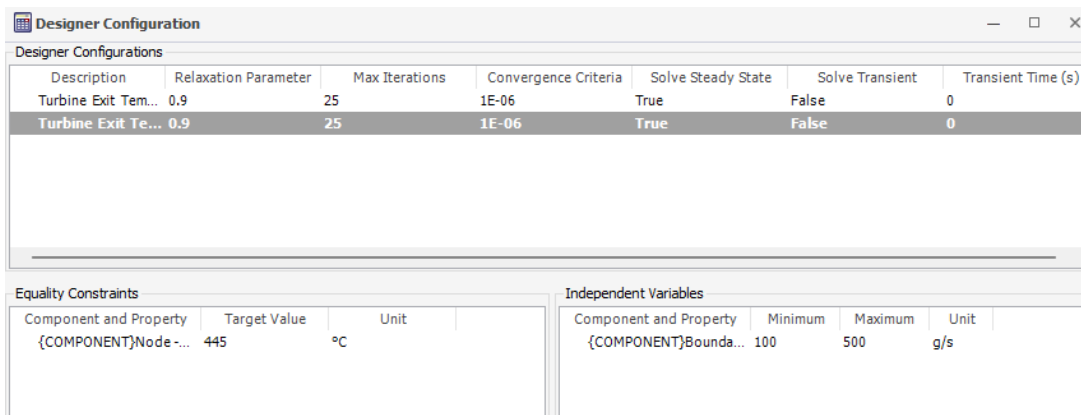 Designer Configuration
Designer Configurations
Description Relaxation Parameter Max Iterations Convergence Criteria Solve Steady State Solve Transient Transient Time (s)
Turbine Exit Tem... 0.9 25 1E-06 True False 0
Turbine Exit Te... 0.9 25 1E-06 True False 0
Equality Constraints
Component and Property Target Value Unit
{COMPONENT}Node -... 445 °C
Independent Variables
Component and Property Minimum Maximum Unit
{COMPONENT}Bounda... 100 500 g/s